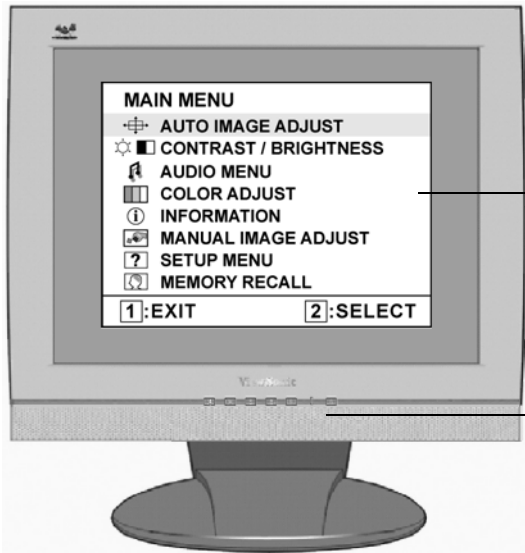 MAIN MENU
AUTO IMAGE ADJUST
CONTRAST / BRIGHTNESS
AUDIO MENU
COLOR ADJUST
INFORMATION
MANUAL IMAGE ADJUST
SETUP MENU
MEMORY RECALL
1:EXIT 2:SELECT
ViewSonic